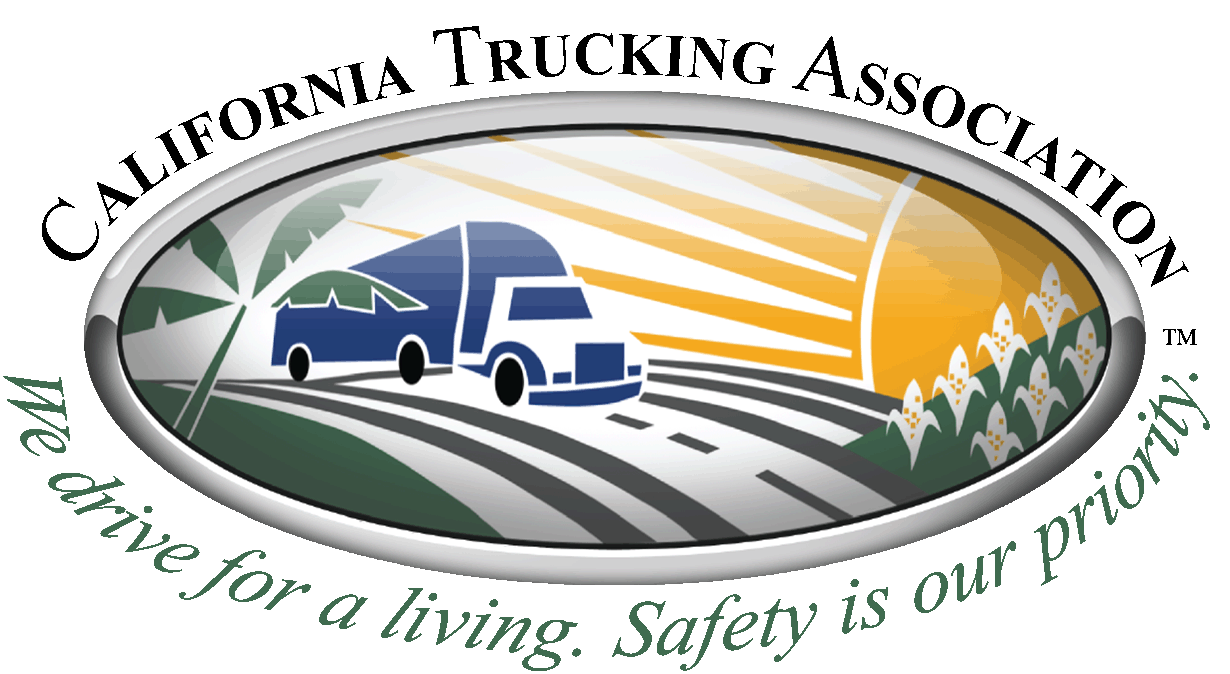 CALIFORNIA TRUCKING ASSOCIATION
TM
We drive for a living. Safety is our priority.